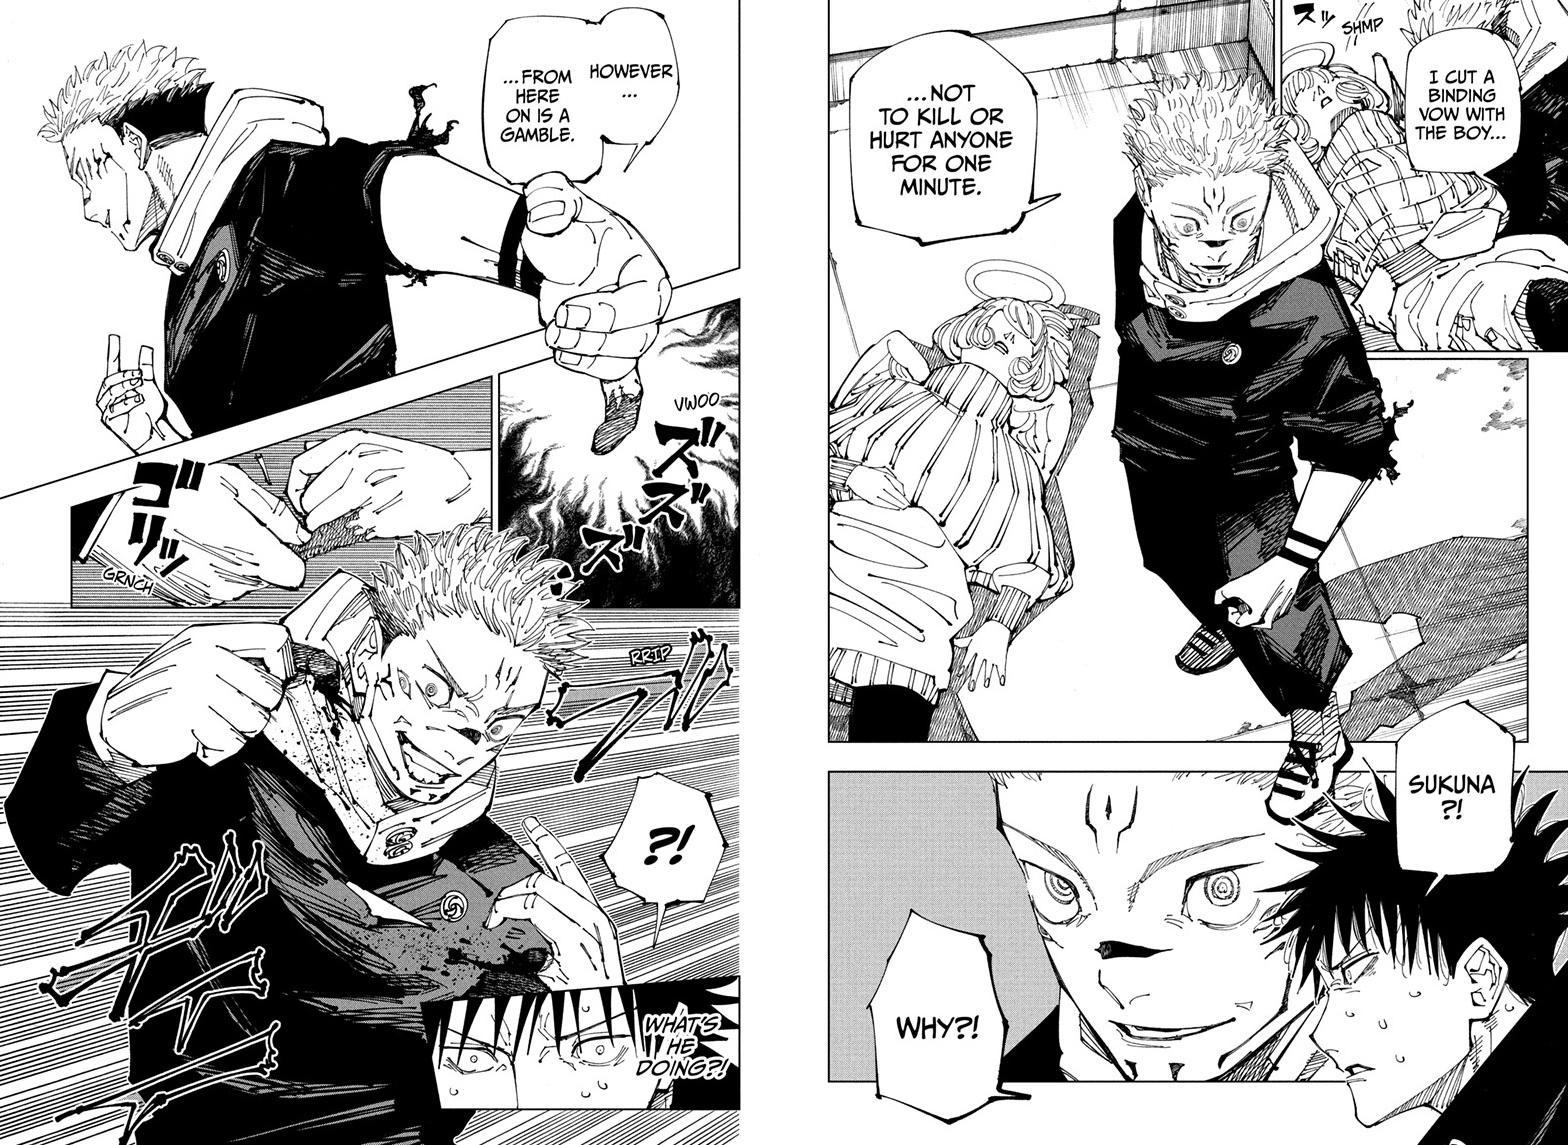 スッ
SHMP
I CUT A
BINDING
VOW WITH
THE BOY...
...NOT
TO KILL OR
HURT ANYONE
FOR ONE
MINUTE.
SUKUNA
?!
WHY?!
HOWEVER
...
...FROM
HERE
ON IS A
GAMBLE.
VWOO
ズズズ
ゴリッ
GRNCH
RRIP
?!
WHAT'S
HE
DOING?!